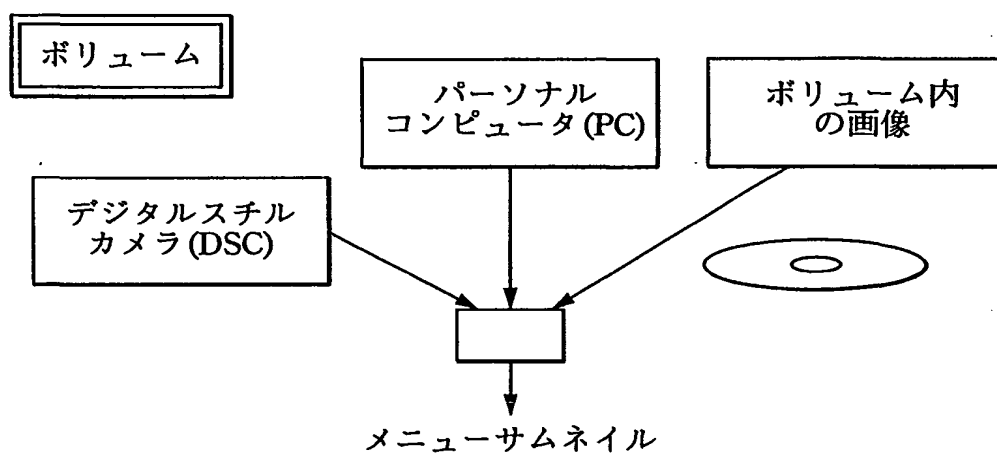 ボリューム
パーソナル
コンピュータ(PC)
ボリューム内
の画像
デジタルスチル
カメラ(DSC)
メニューサムネイル